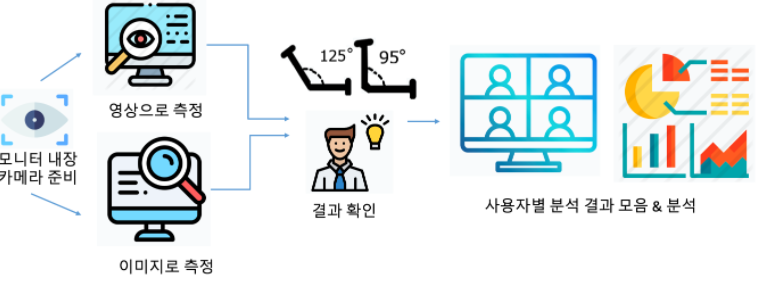 영상으로 측정
125°
95°
모니터 내장
카메라 준비
결과 확인
사용자별 분석 결과 모음 & 분석
이미지로 측정